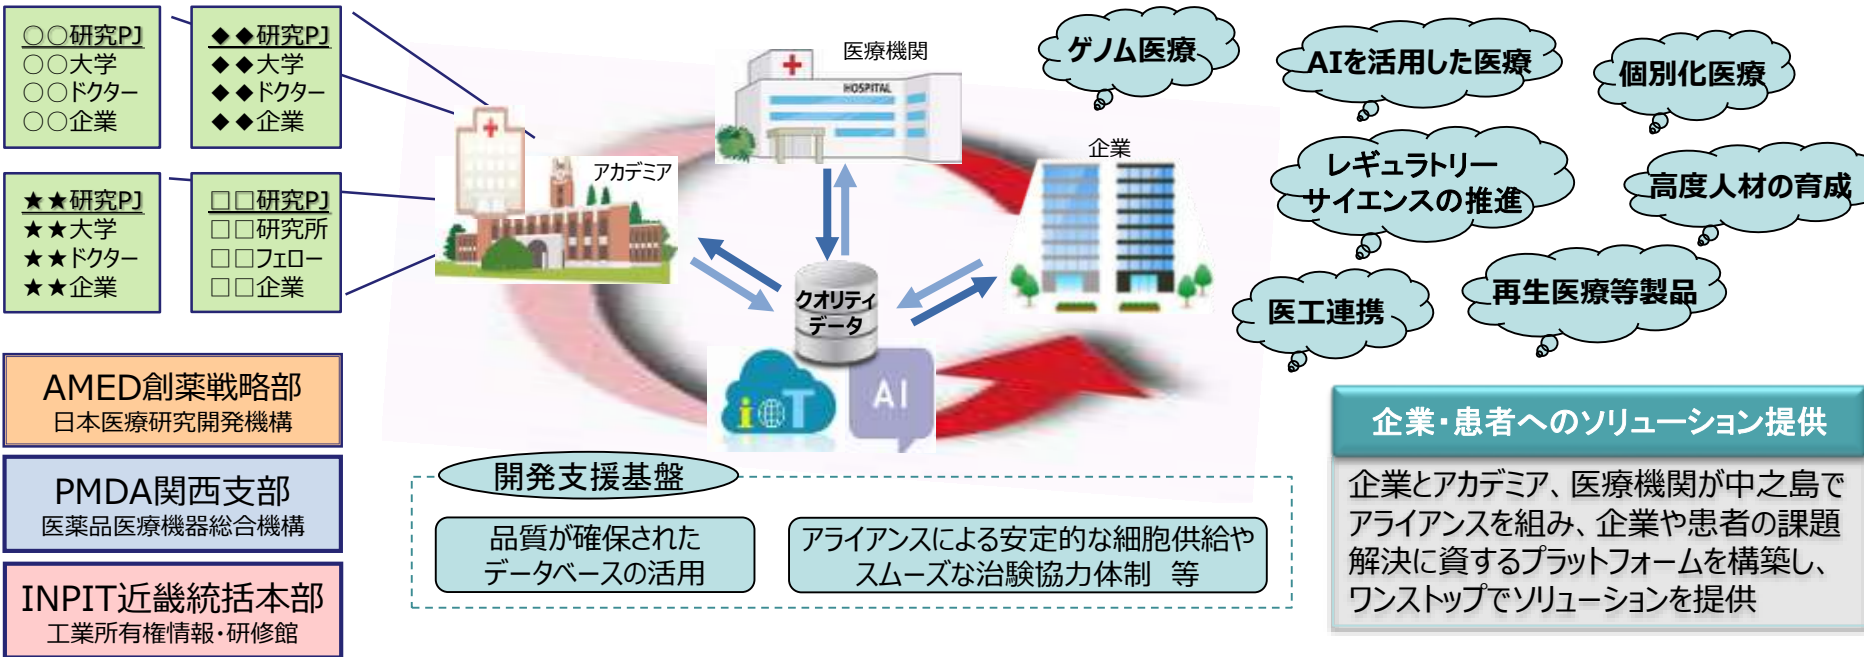 ○○研究PJ
○○大学
○○ドクター
○○企業
◆◆研究PJ
◆◆大学
◆◆ドクター
◆◆企業
★★研究PJ
★★大学
★★ドクター
★★企業
□□研究PJ
□□研究所
□□フェロー
□□企業
AMED創薬戦略部
日本医療研究開発機構
PMDA関西支部
医薬品医療機器総合機構
INPIT近畿統括本部
工業所有権情報・研修館
医療機関
HOSPITAL
アカデミア
企業
クオリティ
データ
ioT
AI
開発支援基盤
品質が確保された
データベースの活用
アライアンスによる安定的な細胞供給や
スムーズな治験協力体制 等
ゲノム医療
AIを活用した医療
個別化医療
レギュラトリー
サイエンスの推進
高度人材の育成
医工連携
再生医療等製品
企業・患者へのソリューション提供
企業とアカデミア、医療機関が中之島で
アライアンスを組み、企業や患者の課題
解決に資するプラットフォームを構築し、
ワンストップでソリューションを提供